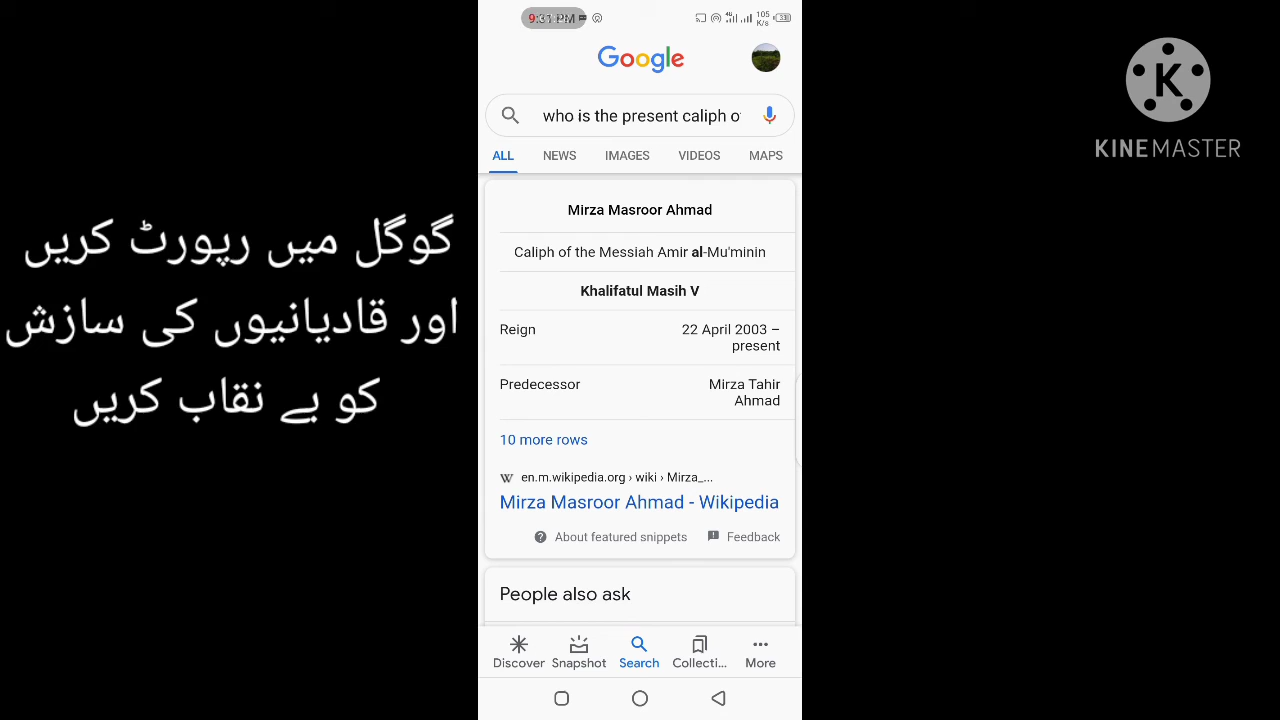 گوگل میں رپورٹ کریں
اور قادیانیوں کی سازش
کو بے نقاب کریں
PM
105
K/s
33
Google
who is the present caliph o
ALL NEWS IMAGES VIDEOS MAPS
Mirza Masroor Ahmad
Caliph of the Messiah Amir al-Mu'minin
Khalifatul Masih V
Reign 22 April 2003 –
present
Predecessor Mirza Tahir
Ahmad
10 more rows
W en.m.wikipedia.org › wiki › Mirza_...
Mirza Masroor Ahmad - Wikipedia
About featured snippets Feedback
People also ask
Discover Snapshot Search Collecti... More
K
KINEMASTER